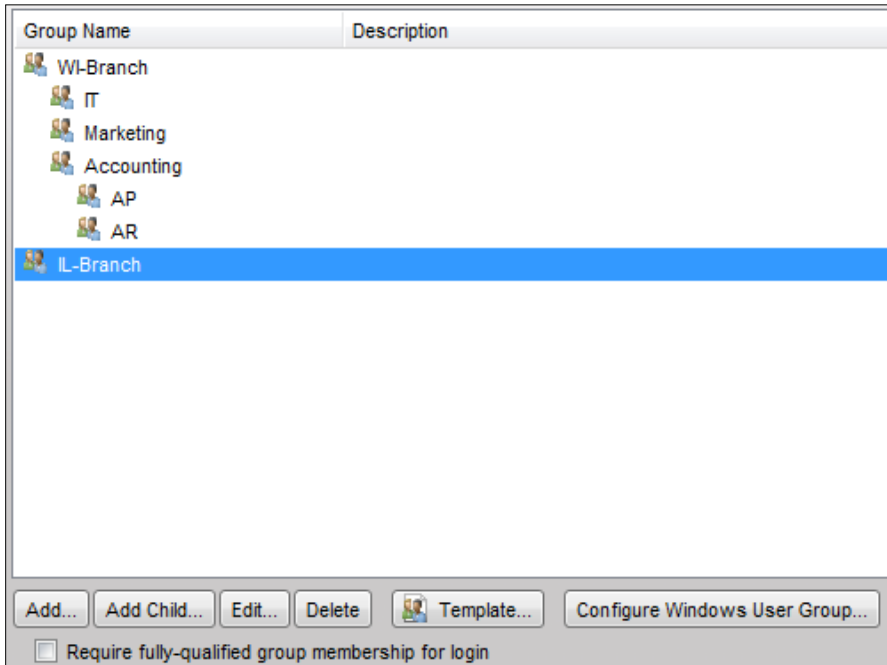 Group Name Description
WI-Branch
IT
Marketing
Accounting
AP
AR
IL-Branch
Add... Add Child... Edit... Delete Template... Configure Windows User Group...
Require fully-qualified group membership for login